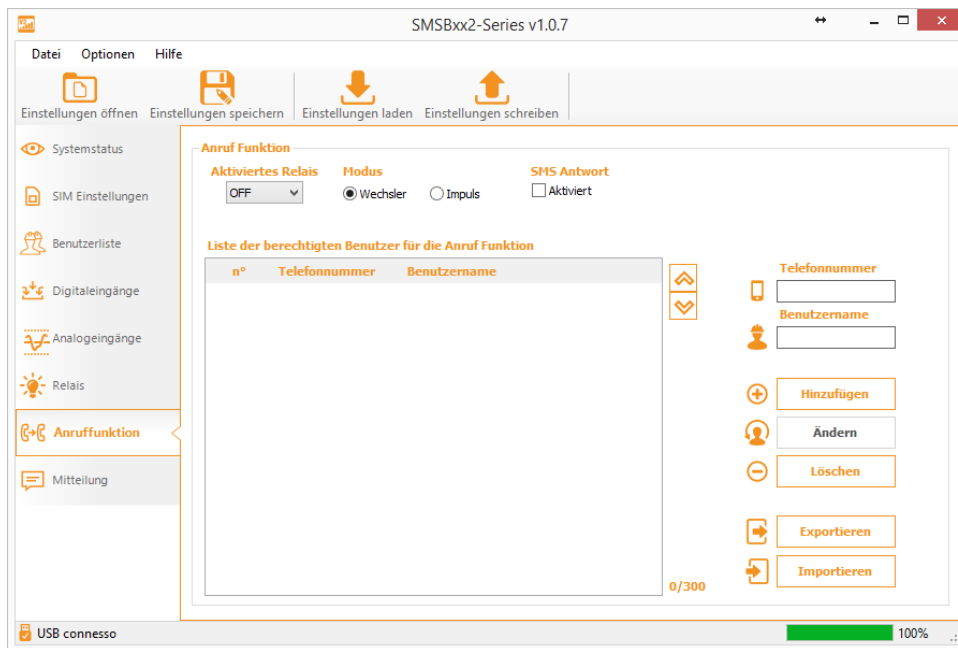 SMSBxx2-Series v1.0.7
Datei Optionen Hilfe
Einstellungen öffnen Einstellungen speichern Einstellungen laden Einstellungen schreiben
Systemstatus
SIM Einstellungen
Benutzerliste
Digitaleingänge
Analogeingänge
Relais
Anruffunktion
Mitteilung
Anruf Funktion
Aktiviertes Relais Modus SMS Antwort
OFF Wechsler Impuls Aktiviert
Liste der berechtigten Benutzer für die Anruf Funktion
n° Telefonnummer Benutzername
0/300
Telefonnummer
Benutzername
Hinzufügen
Ändern
Löschen
Exportieren
Importieren
USB connesso 100%